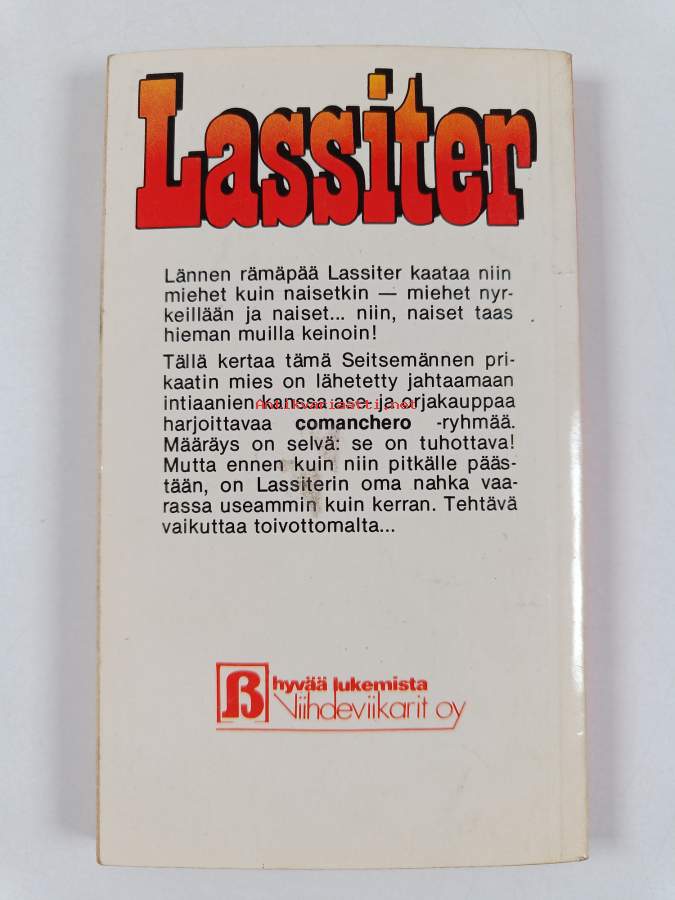 Lassiter
Lännen rämäpää Lassiter kaataa niin
miehet kuin naisetkin — miehet nyr-
keillään ja naiset... niin, naiset taas
hieman muilla keinoin!
Tällä kertaa tämä Seitsemännen pri-
kaatin mies on lähetetty jahtaamaan
intiaanien kanssa ase- ja orjakauppaa
Antikvariaatti.net
harjoittavaa comanchero -ryhmää.
Määräys on selvä: se on tuhottava!
Mutta ennen kuin niin pitkälle pääs-
tään, on Lassiterin oma nahka vaa-
rassa useammin kuin kerran. Tehtävä
vaikuttaa toivottomalta...
hyvää lukemista
Viihdeviikarit oy